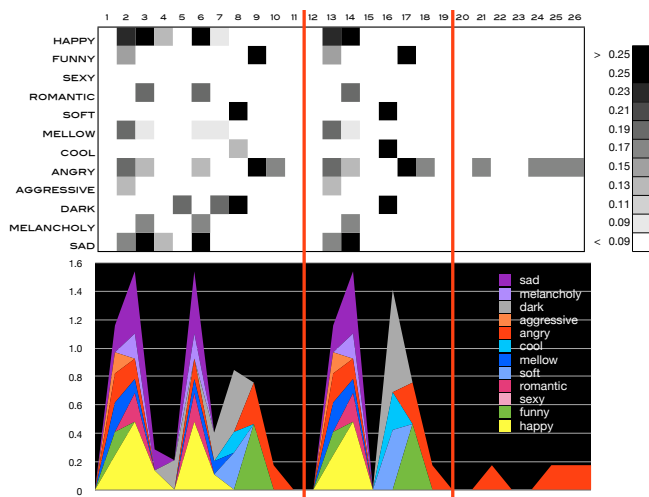 1 2 3 4 5 6 7 8 9 10 11 12 13 14 15 16 17 18 19 20 21 22 23 24 25 26
HAPPY
FUNNY
SEXY
ROMANTIC
SOFT
MELLOW
COOL
ANGRY
AGGRESSIVE
DARK
MELANCHOLY
SAD
> 0.25
0.25
0.23
0.21
0.19
0.17
0.15
0.13
0.11
0.09
< 0.09
1.6
1.4
1.2
1.0
0.8
0.6
0.4
0.2
0
sad
melancholy
dark
aggressive
angry
cool
mellow
soft
romantic
sexy
funny
happy